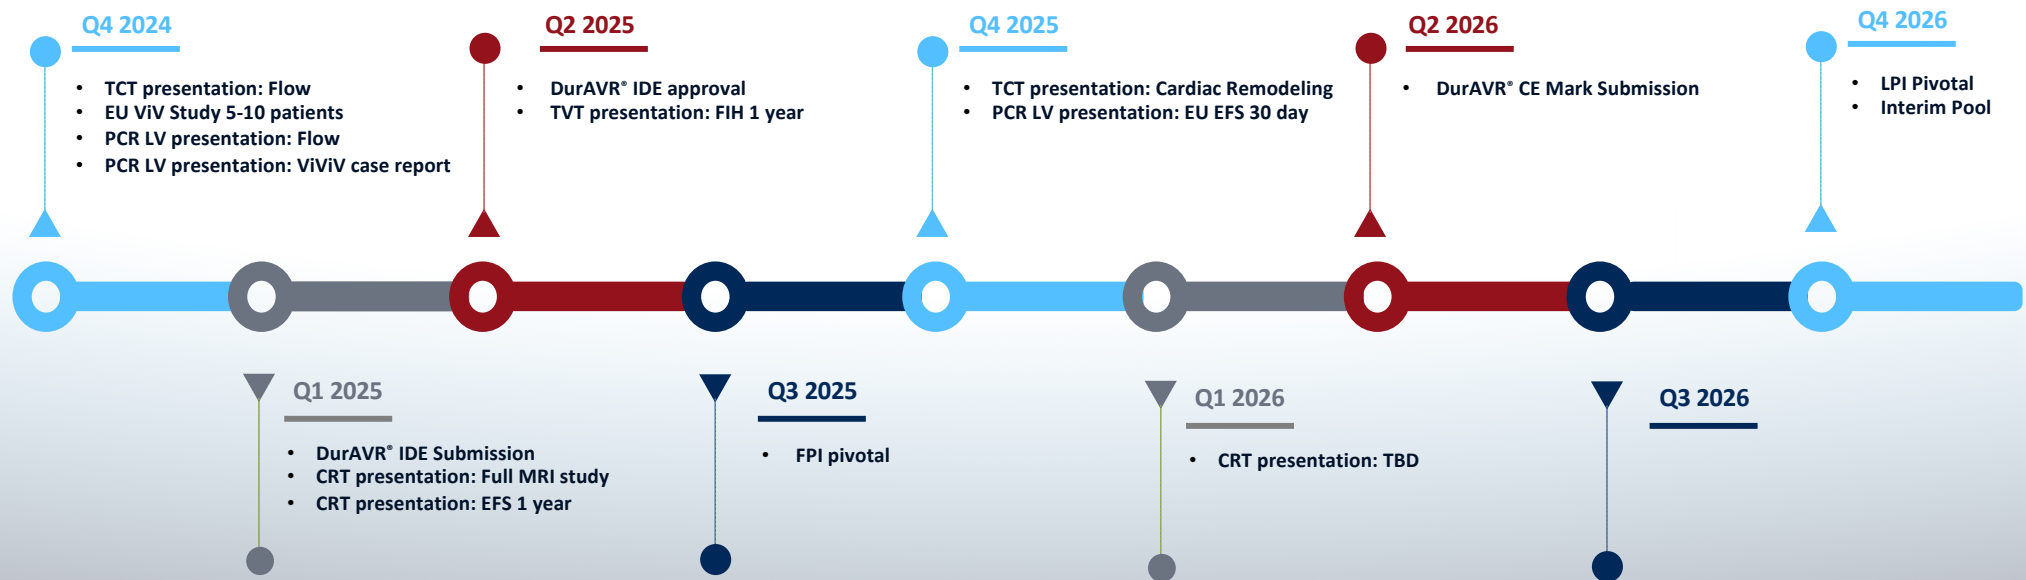 Q4 2024
• TCT presentation: Flow
• EU ViV Study 5-10 patients
• PCR LV presentation: Flow
• PCR LV presentation: ViViV case report
Q2 2025
• DurAVR® IDE approval
• TVT presentation: FIH 1 year
Q4 2025
• TCT presentation: Cardiac Remodeling
• PCR LV presentation: EU EFS 30 day
Q2 2026
• DurAVR® CE Mark Submission
Q4 2026
• LPI Pivotal
• Interim Pool
Q1 2025
• DurAVR® IDE Submission
• CRT presentation: Full MRI study
• CRT presentation: EFS 1 year
Q3 2025
• FPI pivotal
Q1 2026
• CRT presentation: TBD
Q3 2026